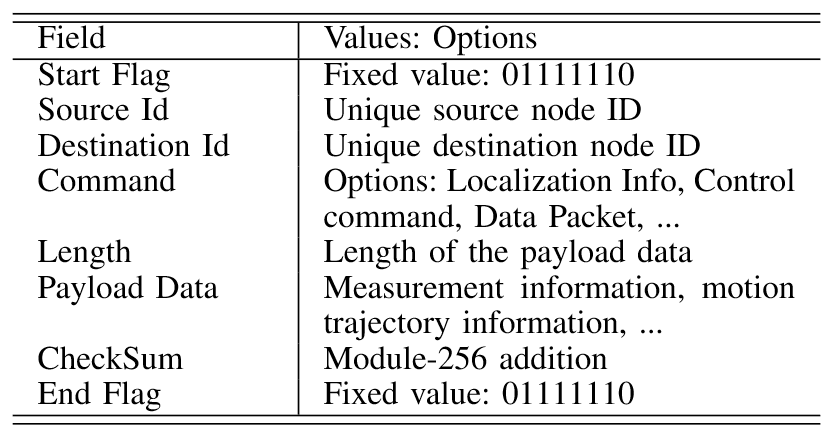 Field Values: Options
Start Flag Fixed value: 01111110
Source Id Unique source node ID
Destination Id Unique destination node ID
Command Options: Localization Info, Control
command, Data Packet, ...
Length Length of the payload data
Payload Data Measurement information, motion
trajectory information, ...
CheckSum Module-256 addition
End Flag Fixed value: 01111110